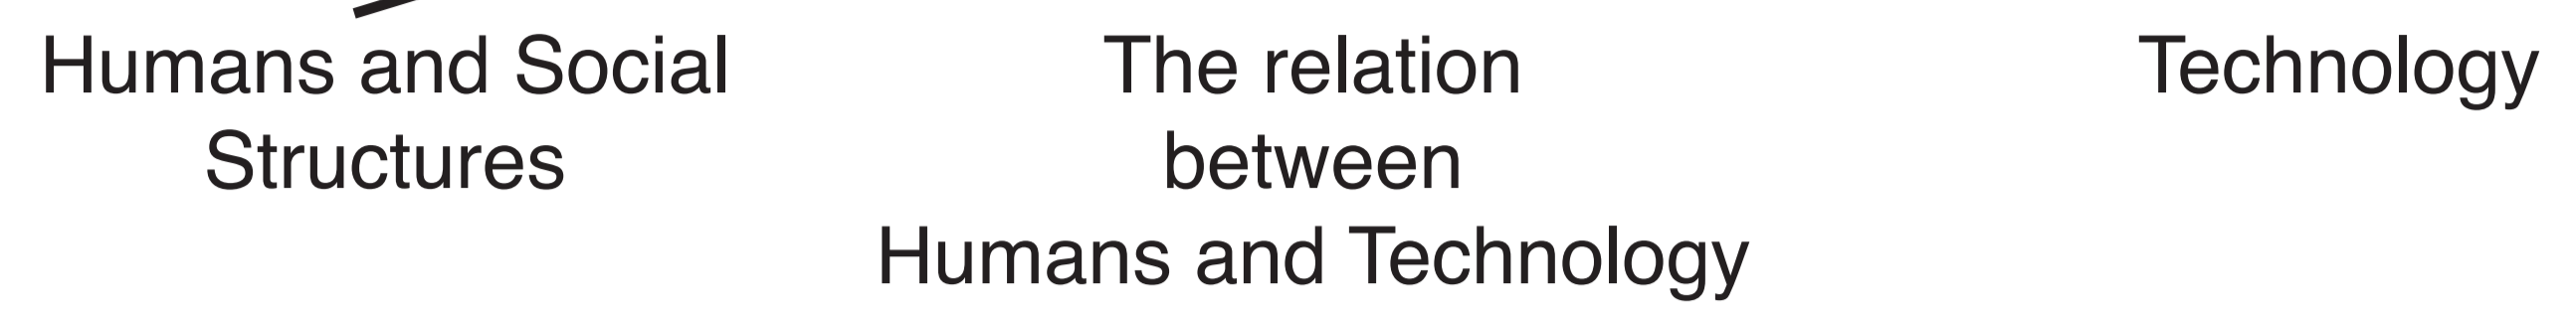 Humans and Social
Structures
The relation
between
Humans and Technology
Technology